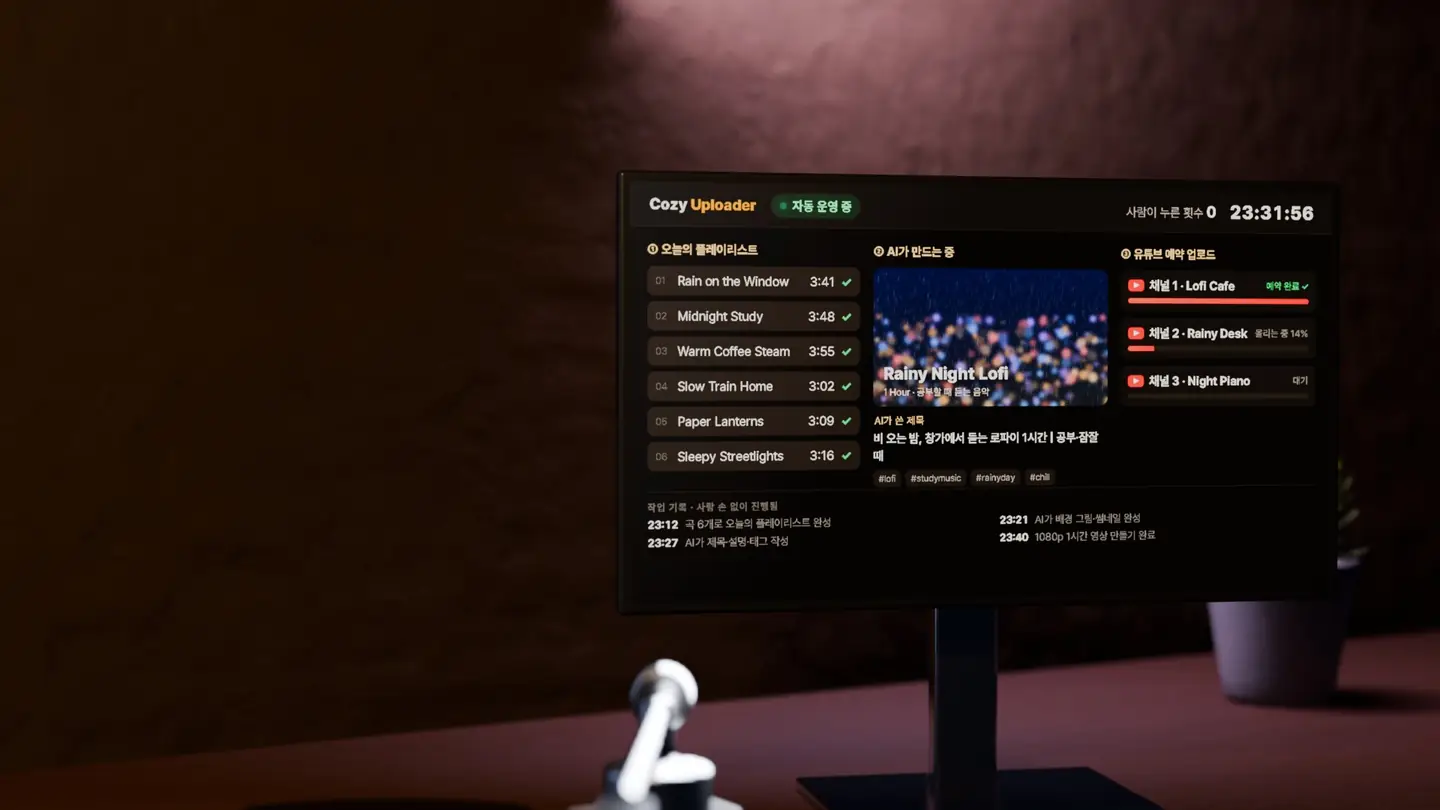 Cozy Uploader
자동 운영 중
사람이 누른 횟수 0 23:31:56
① 오늘의 플레이리스트
01 Rain on the Window 3:41
02 Midnight Study 3:48
03 Warm Coffee Steam 3:55
04 Slow Train Home 3:02
05 Paper Lanterns 3:09
06 Sleepy Streetlights 3:16
② AI가 만드는 중
Rainy Night Lofi
1 Hour · 공부할 때 듣는 음악
AI가 쓴 제목
비 오는 밤, 창가에서 듣는 로파이 1시간 | 공부·잠잘
때
#lofi #studymusic #rainyday #chill
③ 유튜브 예약 업로드
채널 1 · Lofi Cafe 예약 완료
채널 2 · Rainy Desk 올리는 중 14%
채널 3 · Night Piano 대기
작업 기록 · 사람 손 없이 진행됨
23:12 곡 6개로 오늘의 플레이리스트 완성
23:27 AI가 제목·설명·태그 작성
23:21 AI가 배경 그림·썸네일 완성
23:40 1080p 1시간 영상 만들기 완료